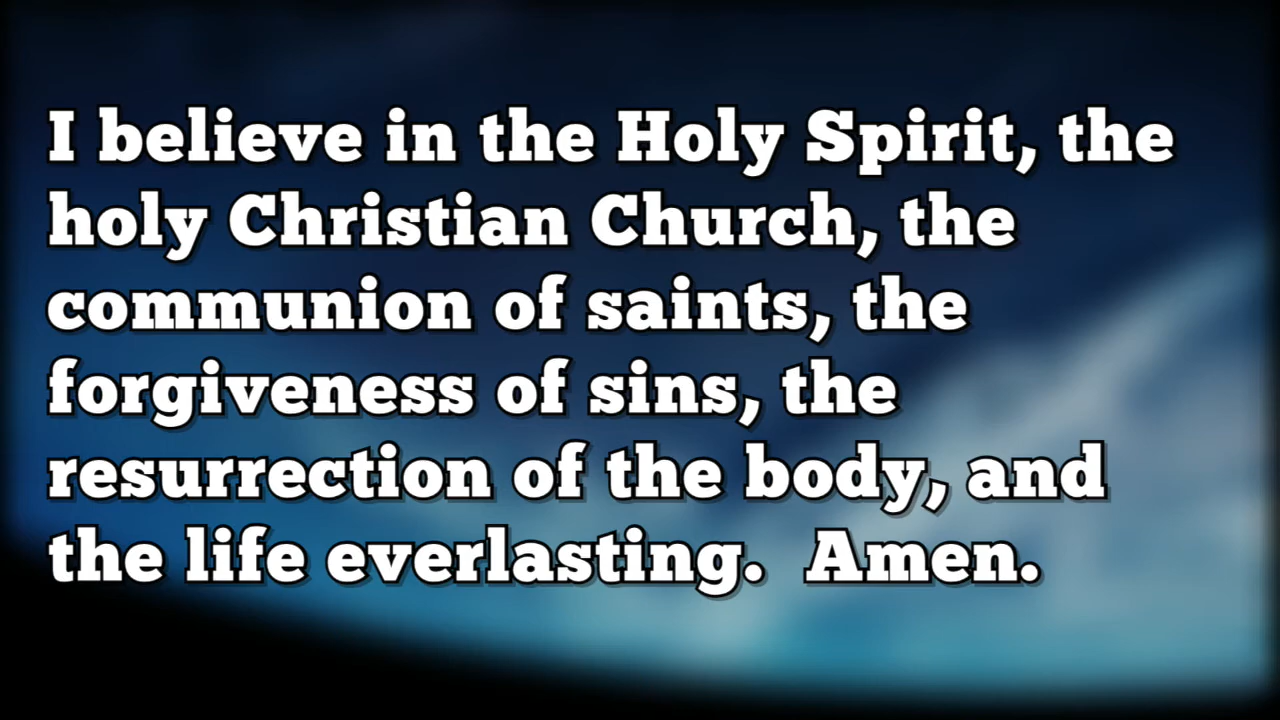 I believe in the Holy Spirit, the
holy Christian Church, the
communion of saints, the
forgiveness of sins, the
resurrection of the body, and
the life everlasting.  Amen.